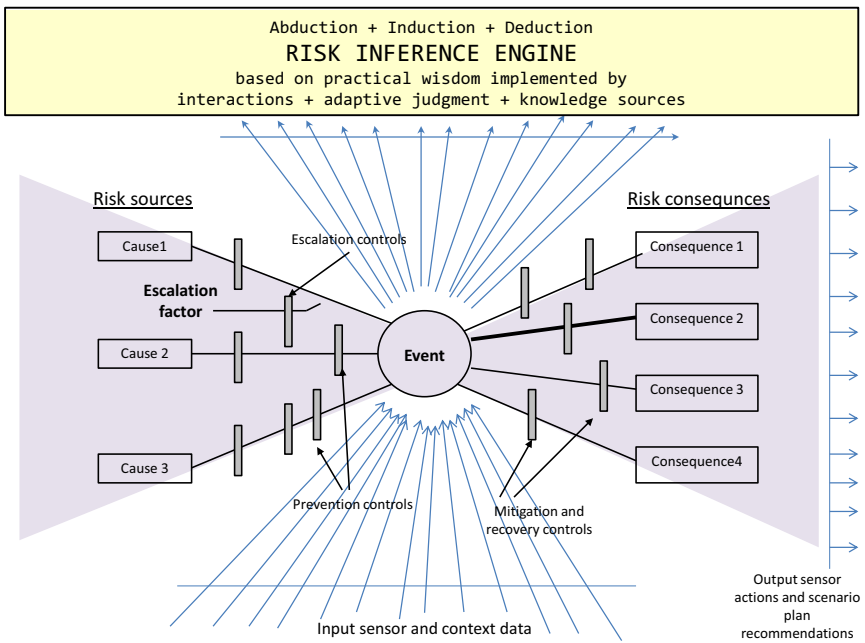 Abduction + Induction + Deduction
RISK INFERENCE ENGINE
based on practical wisdom implemented by
interactions + adaptive judgment + knowledge sources
Risk sources
Risk consequnces
Cause1
Escalation controls
Consequence 1
Escalation
factor
Consequence 2
Cause 2
Event
Consequence 3
Cause 3
Consequence4
Prevention controls
Mitigation and
recovery controls
Input sensor and context data
Output sensor
actions and scenario
plan
recommendations